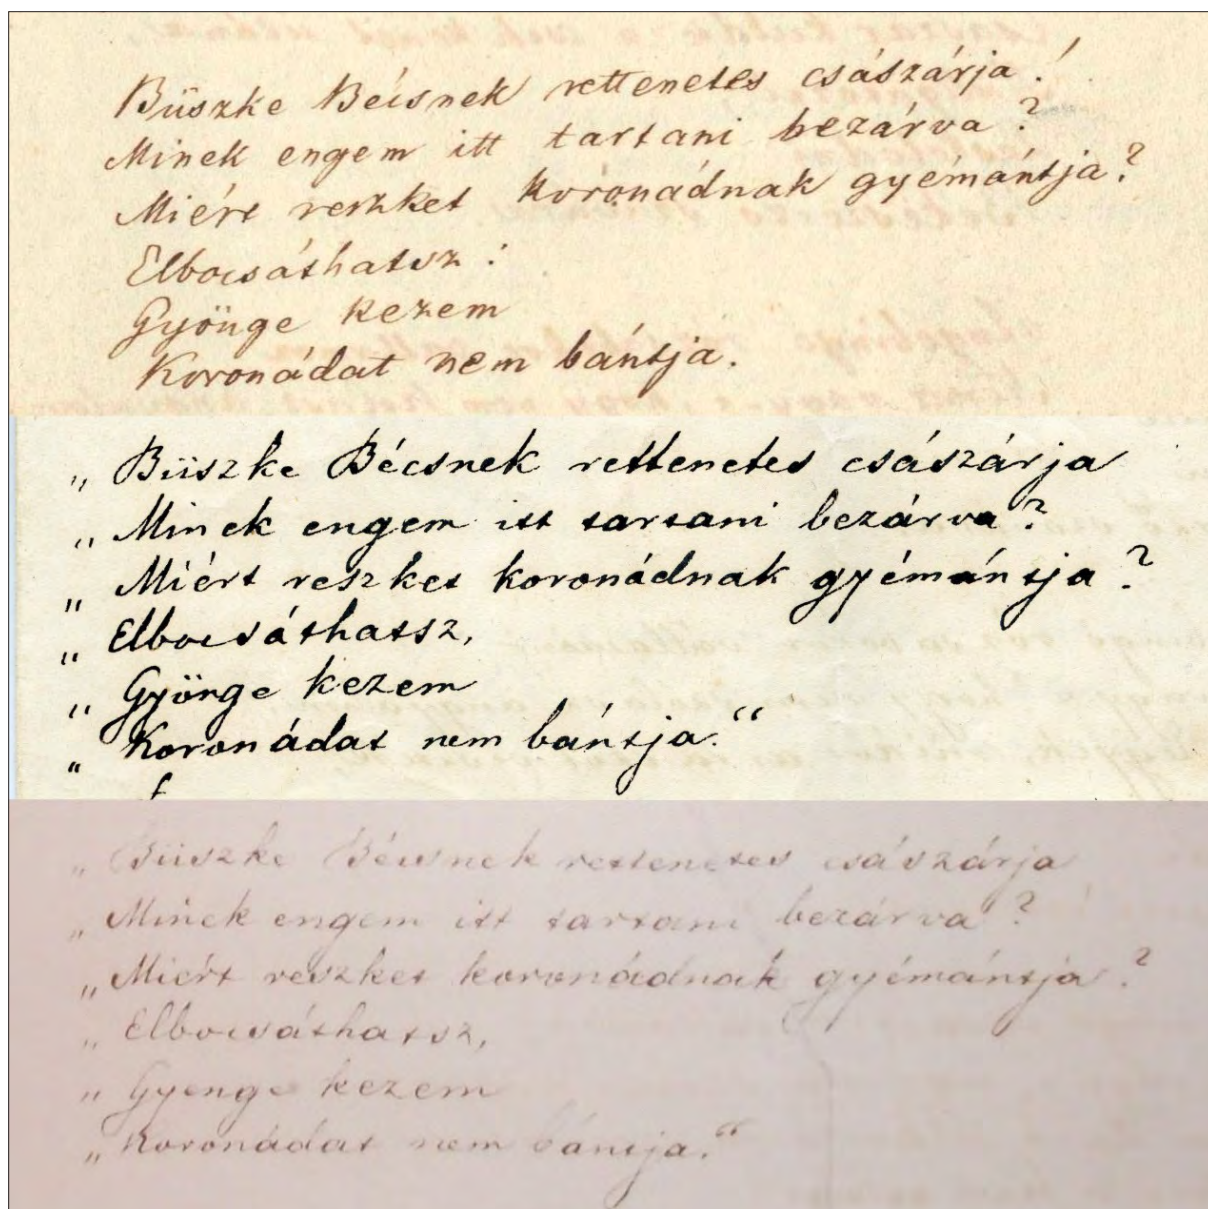 Büszke Bécsnek rettenetes császárja!
Minek engem itt tartani bezárva?
Miért reszket koronádnak gyémántja?
Elbocsáthatsz:
Gyönge kezem
Koronádat nem bántja.
„ Büszke Bécsnek rettenetes császárja
„ Minek engem itt tartani bezárva?
„ Miért reszket koronádnak gyémántja?
„ Elbocsáthatsz,
„ Gyönge kezem
„ Koronádat nem bántja.“
„ Büszke Bécsnek rettenetes császárja
„ Minek engem itt tartani bezárva?
„ Miért reszket koronádnak gyémántja?
„ Elbocsáthatsz,
„ Gyenge kezem
„ Koronádat nem bántja.“